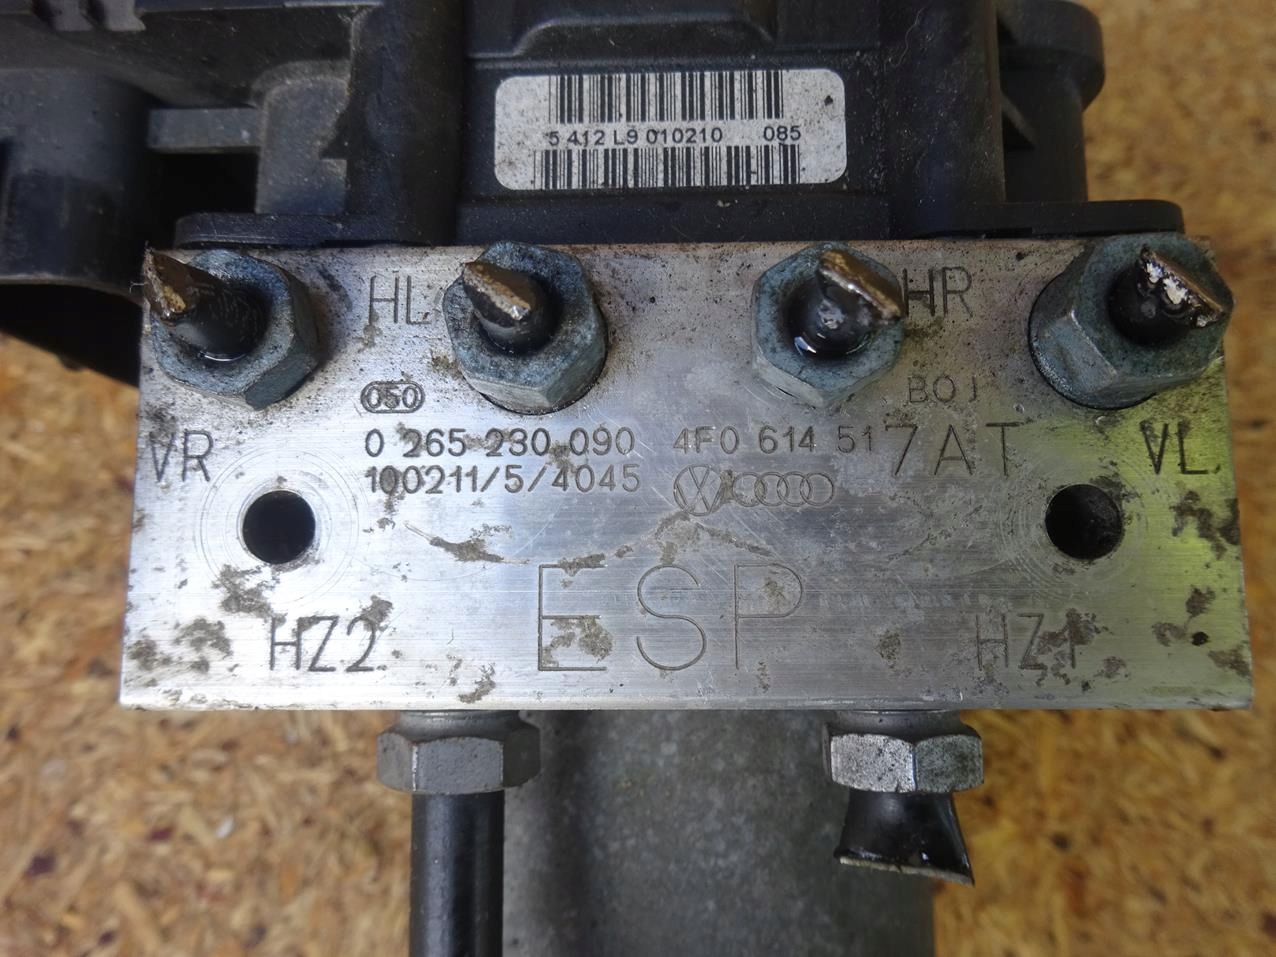 5 412 L9 010210 085
HL HR
050 BOJ
VR 0 265 230 090 4F0 614 517AT VL
100211/5/4045
ESP
HZ2 HZ1